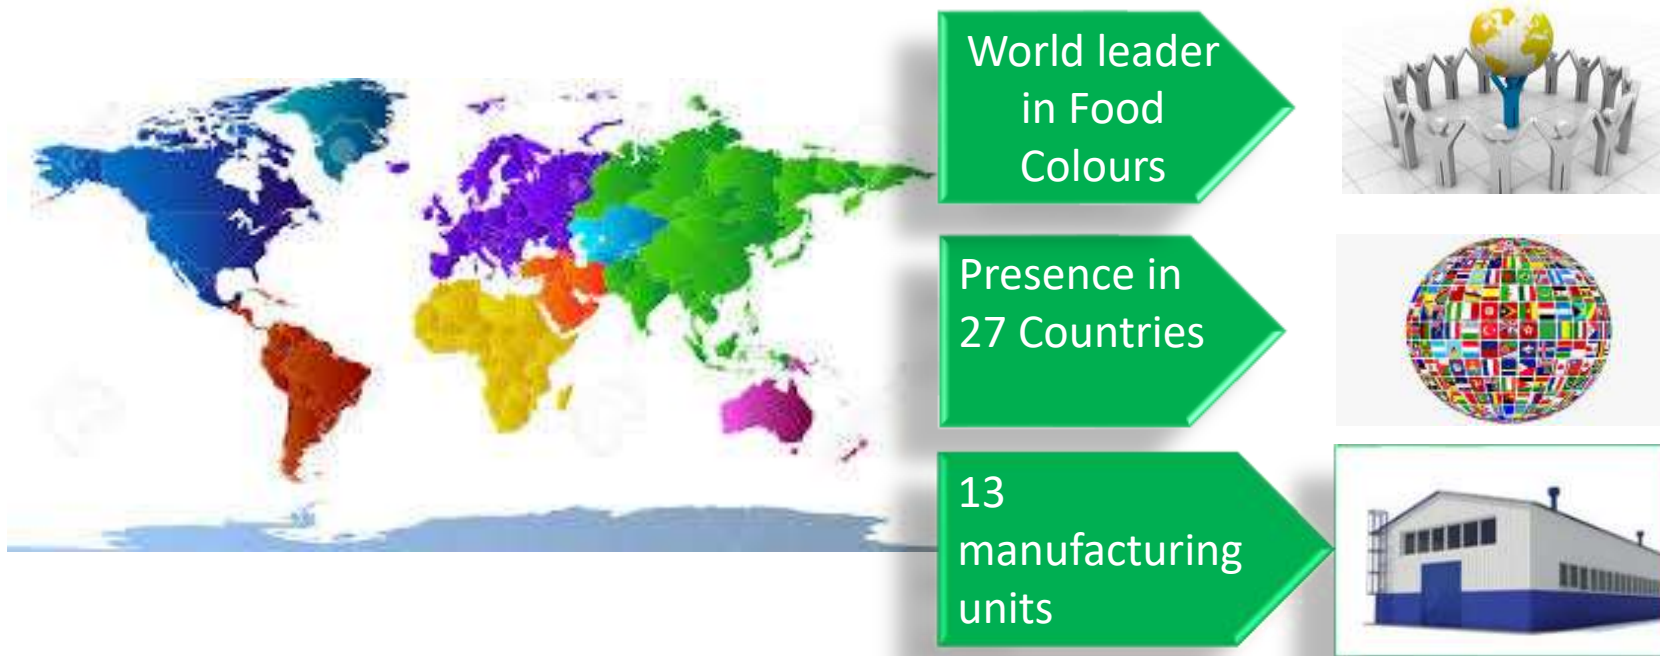 World leader
in Food
Colours
Presence in
27 Countries
13
manufacturing
units